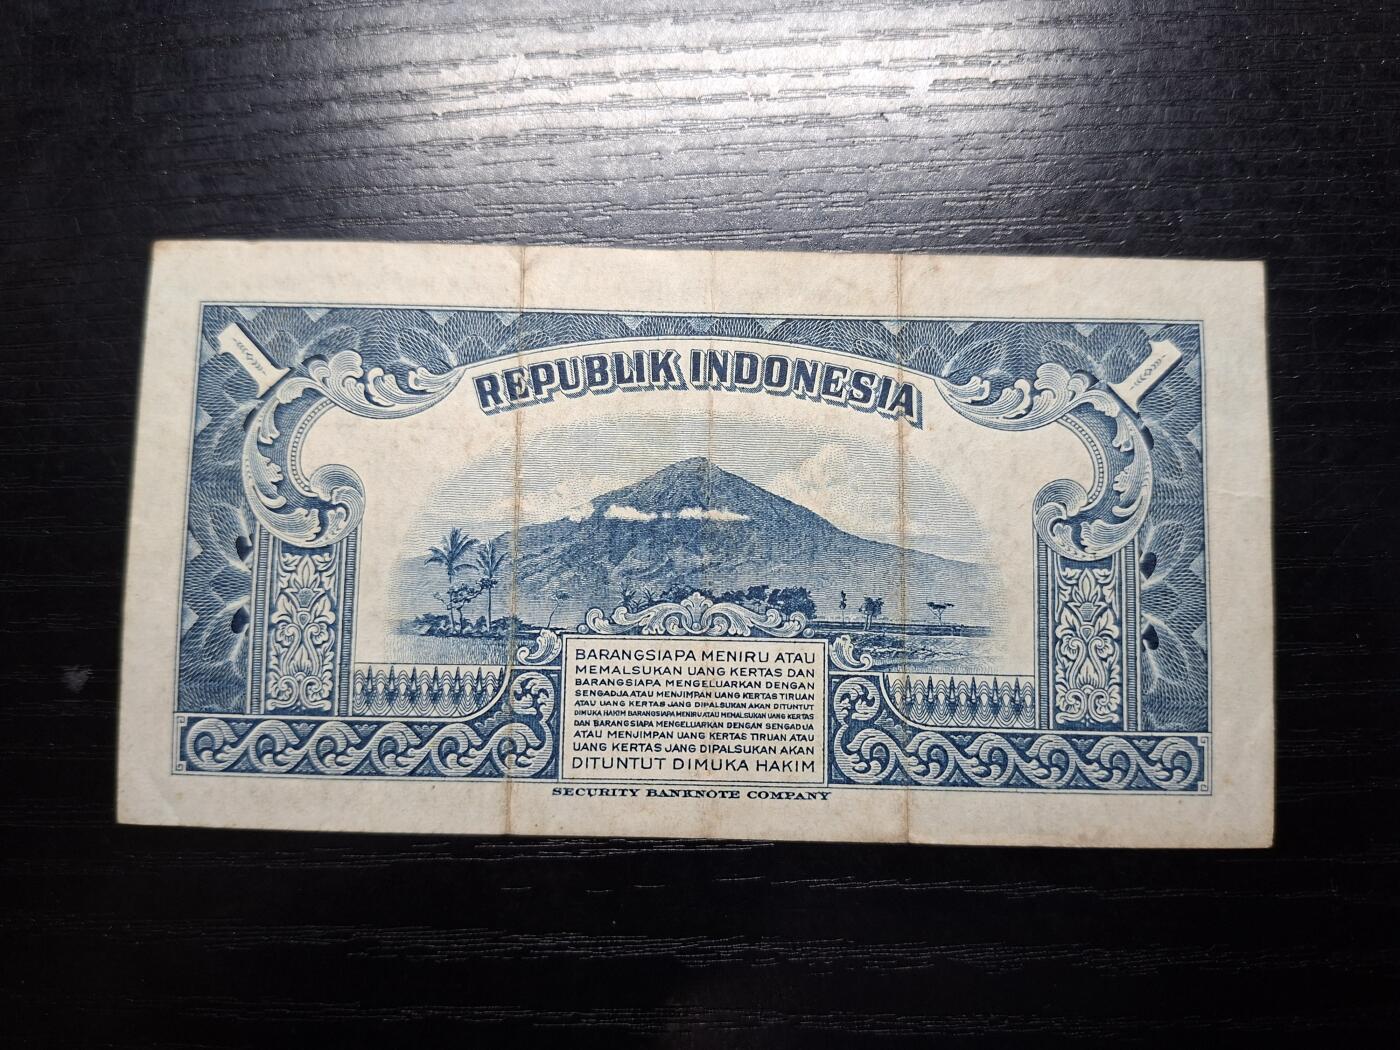 1
1
REPUBLIK INDONESIA
BARANGSIAPA MENIRU ATAU
MEMALSUKAN UANG KERTAS DAN
BARANGSIAPA MENGELUARKAN DENGAN
SENGADJA ATAU MENJIMPAN UANG KERTAS TIRUAN
ATAU UANG KERTAS JANG DIPALSUKAN AKAN DITUNTUT
DIMUKA HAKIM BARANGSIAPA MENIRU ATAU MEMALSUKAN UANG KERTAS
DAN BARANGSIAPA MENGELUARKAN DENGAN SENGADJA
ATAU MENJIMPAN UANG KERTAS TIRUAN ATAU
UANG KERTAS JANG DIPALSUKAN AKAN
DITUNTUT DIMUKA HAKIM
SECURITY BANKNOTE COMPANY